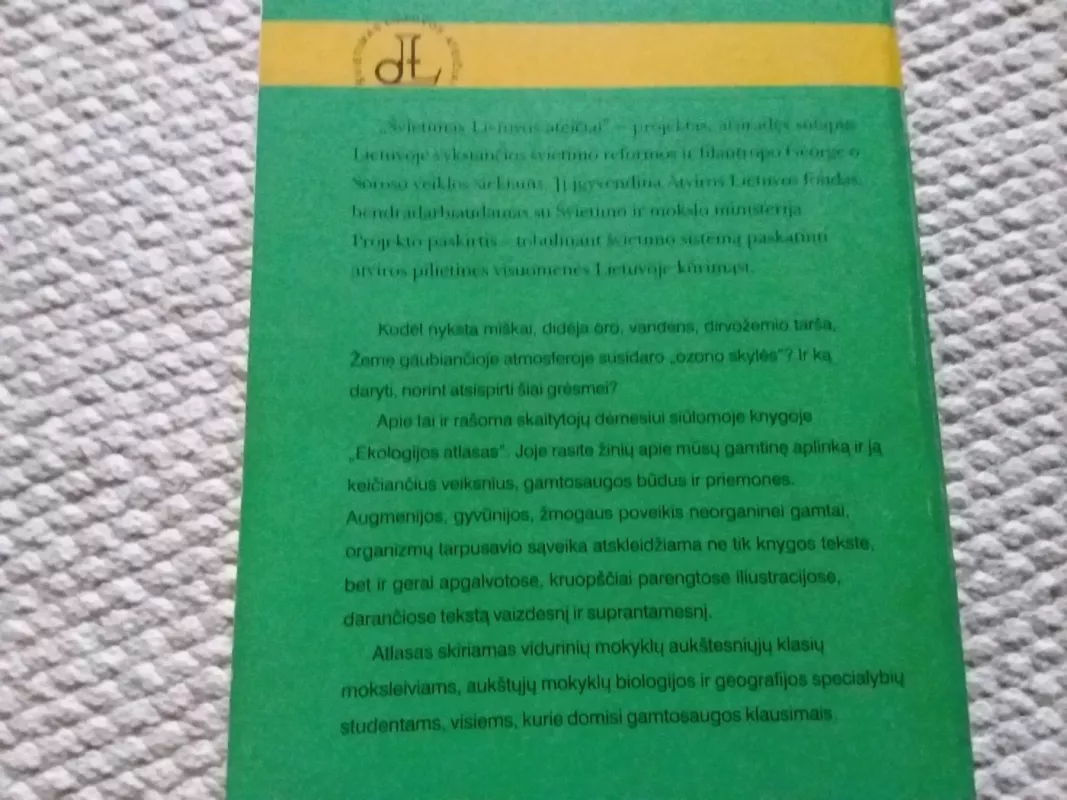 „Švietimas Lietuvos ateičiai" – projektas, atsiradęs sutapus
Lietuvoje vykstančios švietimo reformos ir filantropo George'o
Soroso veiklos siekiams. Jį įgyvendina Atviros Lietuvos fondas,
bendradarbiaudamas su Švietimo ir mokslo ministerija.
Projekto paskirtis – tobulinant švietimo sistemą paskatinti
atviros pilietinės visuomenės Lietuvoje kūrimąsi.
Kodėl nyksta miškai, didėja oro, vandens, dirvožemio tarša,
Žemę gaubiančioje atmosferoje susidaro „ozono skylės"? Ir ką
daryti, norint atsispirti šiai grėsmei?
Apie tai ir rašoma skaitytojų dėmesiui siūlomoje knygoje
„Ekologijos atlasas". Joje rasite žinių apie mūsų gamtinę aplinką ir ją
keičiančius veiksnius, gamtosaugos būdus ir priemones.
Augmenijos, gyvūnijos, žmogaus poveikis neorganinei gamtai,
organizmų tarpusavio sąveika atskleidžiama ne tik knygos tekste,
bet ir gerai apgalvotose, kruopščiai parengtose iliustracijose,
darančiose tekstą vaizdesnį ir suprantamesnį.
Atlasas skiriamas vidurinių mokyklų aukštesniųjų klasių
moksleiviams, aukštųjų mokyklų biologijos ir geografijos specialybių
studentams, visiems, kurie domisi gamtosaugos klausimais.